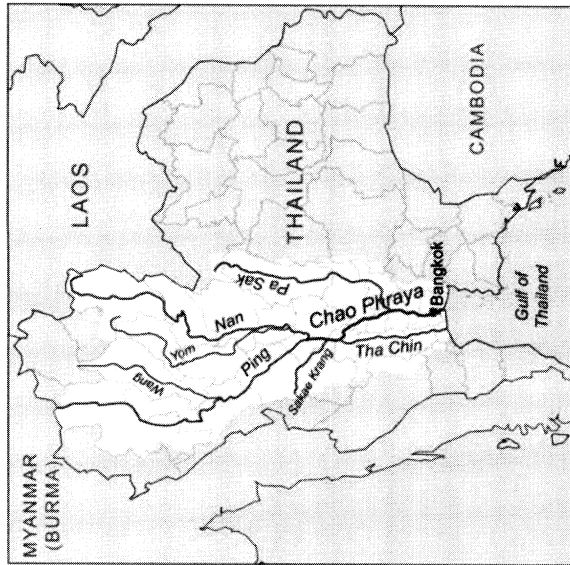 MYANMAR
(BURMA)
LAOS
THAILAND
CAMBODIA
Wang
Yom
Nan
Pa Sak
Ping
Chao Phraya
Sakae Krang
Tha Chin
Bangkok
Gulf of
Thailand